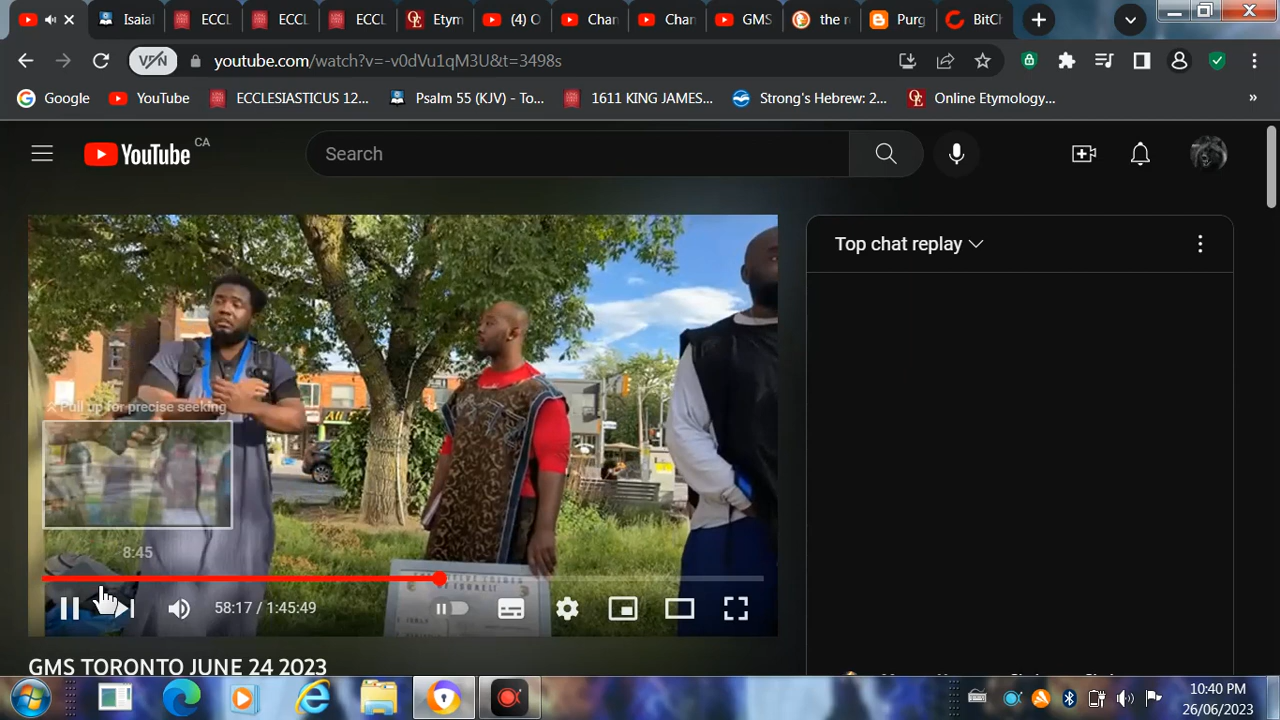 Isaial
ECCL
ECCL
ECCL
Etym
(4) C
Chan
Chan
GMS
the r
Purg
BitCh
VPN
youtube.com/watch?v=-v0dVu1qM3U&t=3498s
Google
YouTube
ECCLESIASTICUS 12...
Psalm 55 (KJV) - To...
1611 KING JAMES...
Strong's Hebrew: 2...
Online Etymology...
»
YouTube CA
Search
Top chat replay
Pull up for precise seeking
8:45
58:17 / 1:45:49
GMS TORONTO JUNE 24 2023
10:40 PM
26/06/2023